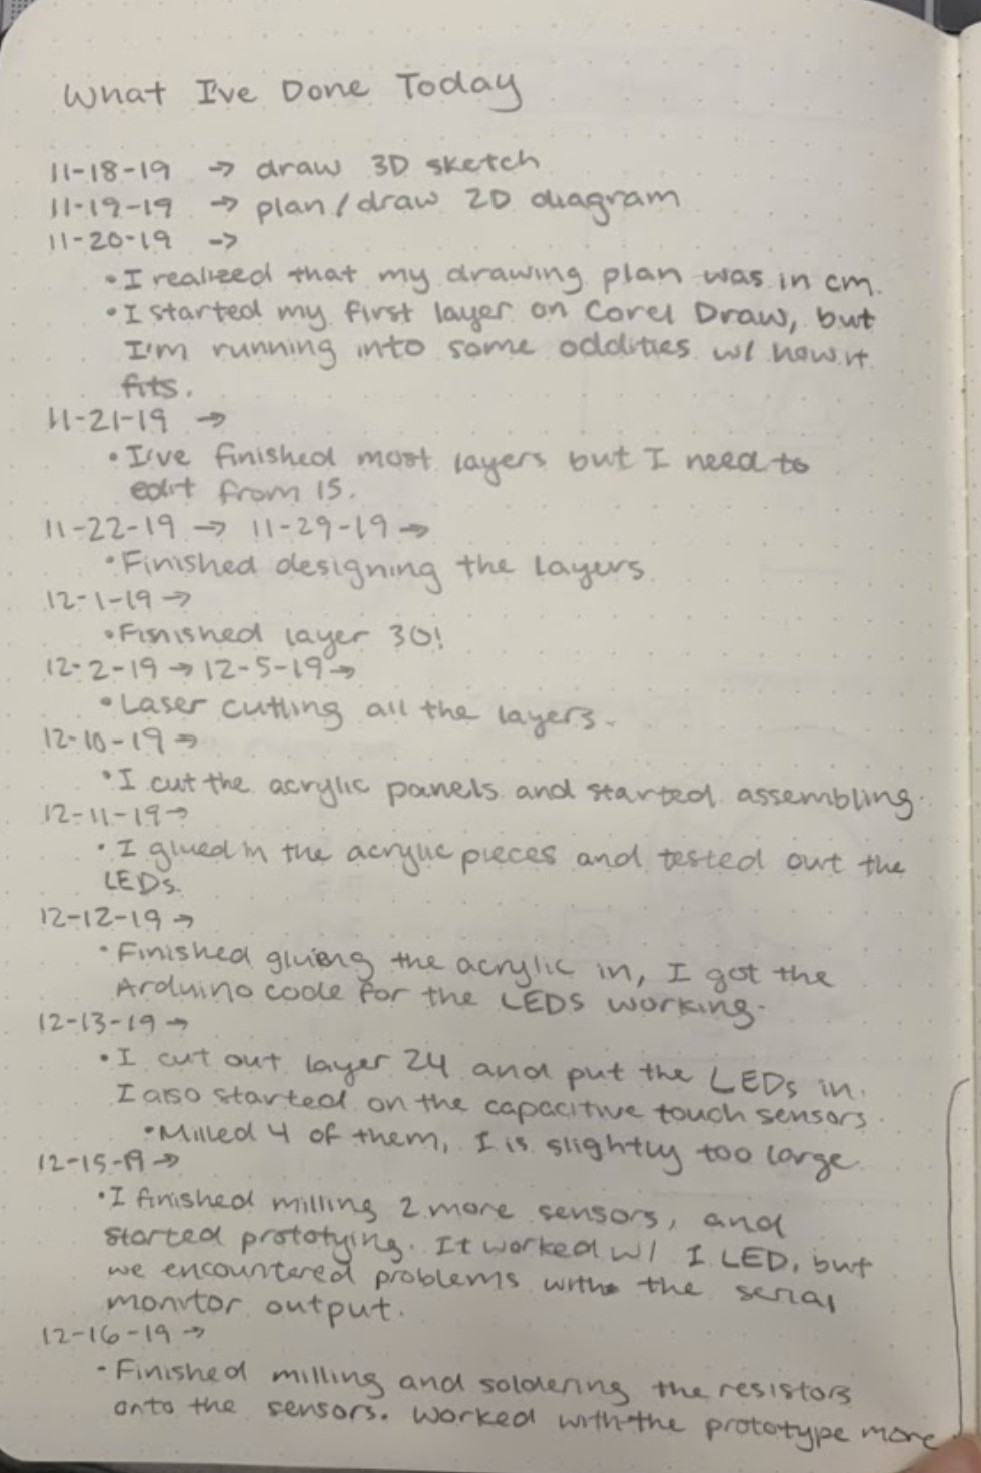 What I've Done Today
11-18-19 → draw 3D sketch
11-19-19 → plan/draw 2D diagram
11-20-19 →
• I realized that my drawing plan was in cm.
• I started my first layer on Corel Draw, but
I'm running into some oddities w/ how it
fits.
11-21-19 →
• I've finished most layers but I need to
edit from 15.
11-22-19 → 11-29-19 →
• Finished designing the layers
12-1-19 →
• Finished layer 30!
12-2-19 → 12-5-19 →
• Laser cutting all the layers.
12-10-19 →
• I cut the acrylic panels and started assembling.
12-11-19 →
• I glued in the acrylic pieces and tested out the
LEDs.
12-12-19 →
• Finished gluing the acrylic in, I got the
Arduino code for the LEDS working.
12-13-19 →
• I cut out layer 24 and put the LEDs in.
I also started on the capacitive touch sensors.
• Milled 4 of them, 1 is slightly too large.
12-15-19 →
• I finished milling 2 more sensors, and
started prototying. It worked w/ 1 LED, but
we encountered problems with the serial
monitor output.
12-16-19 →
- Finished milling and soldering the resistors
onto the sensors. Worked with the prototype more